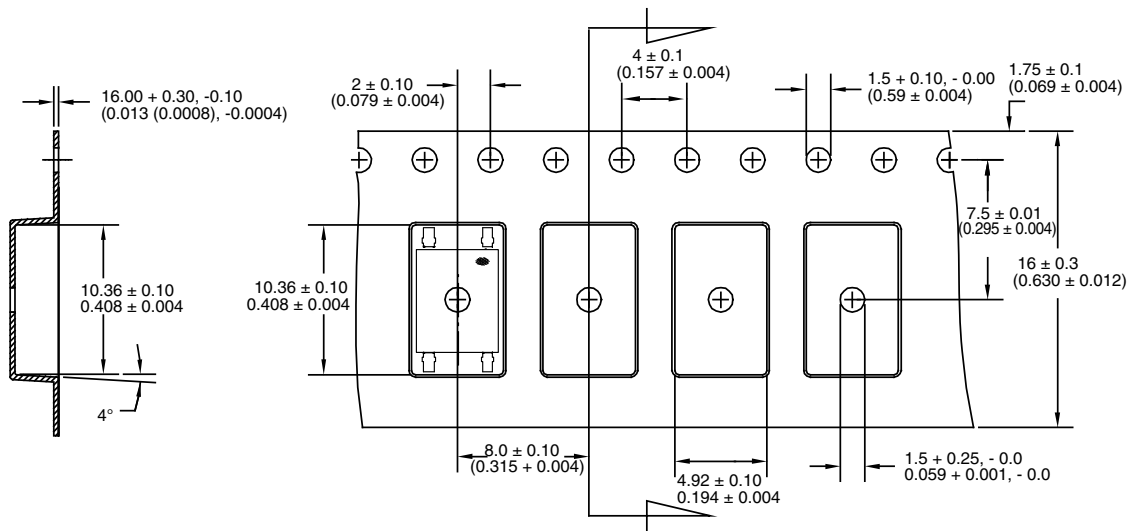 4 ± 0.1
(0.157 ± 0.004)
2 ± 0.10
(0.079 ± 0.004)
1.5 + 0.10, - 0.00
(0.59 ± 0.004)
1.75 ± 0.1
(0.069 ± 0.004)
16.00 + 0.30, -0.10
(0.013 (0.0008), -0.0004)
7.5 ± 0.01
(0.295 ± 0.004)
16 ± 0.3
(0.630 ± 0.012)
10.36 ± 0.10
0.408 ± 0.004
10.36 ± 0.10
0.408 ± 0.004
4°
8.0 ± 0.10
(0.315 + 0.004)
4.92 ± 0.10
0.194 ± 0.004
1.5 + 0.25, - 0.0
0.059 + 0.001, - 0.0